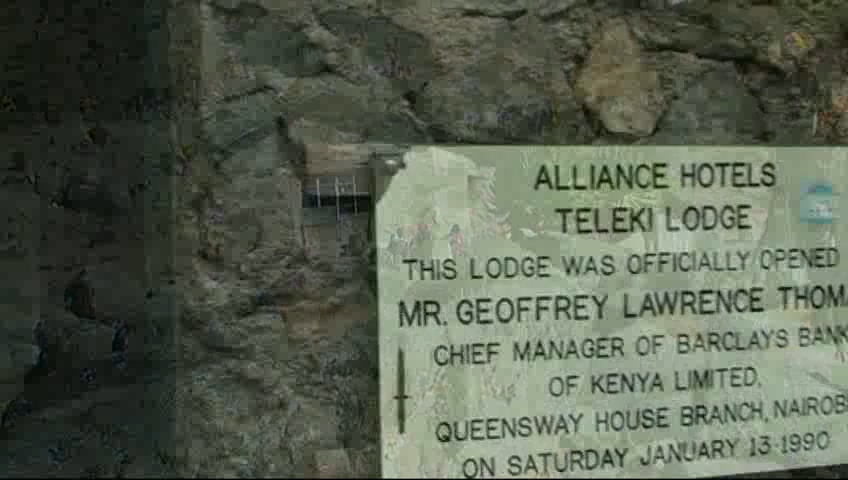 ALLIANCE HOTELS
TELEKI LODGE
THIS LODGE WAS OFFICIALLY OPENED
MR. GEOFFREY LAWRENCE THOMA
CHIEF MANAGER OF BARCLAYS BANK
OF KENYA LIMITED,
QUEENSWAY HOUSE BRANCH, NAIROB
ON SATURDAY JANUARY 13-1990